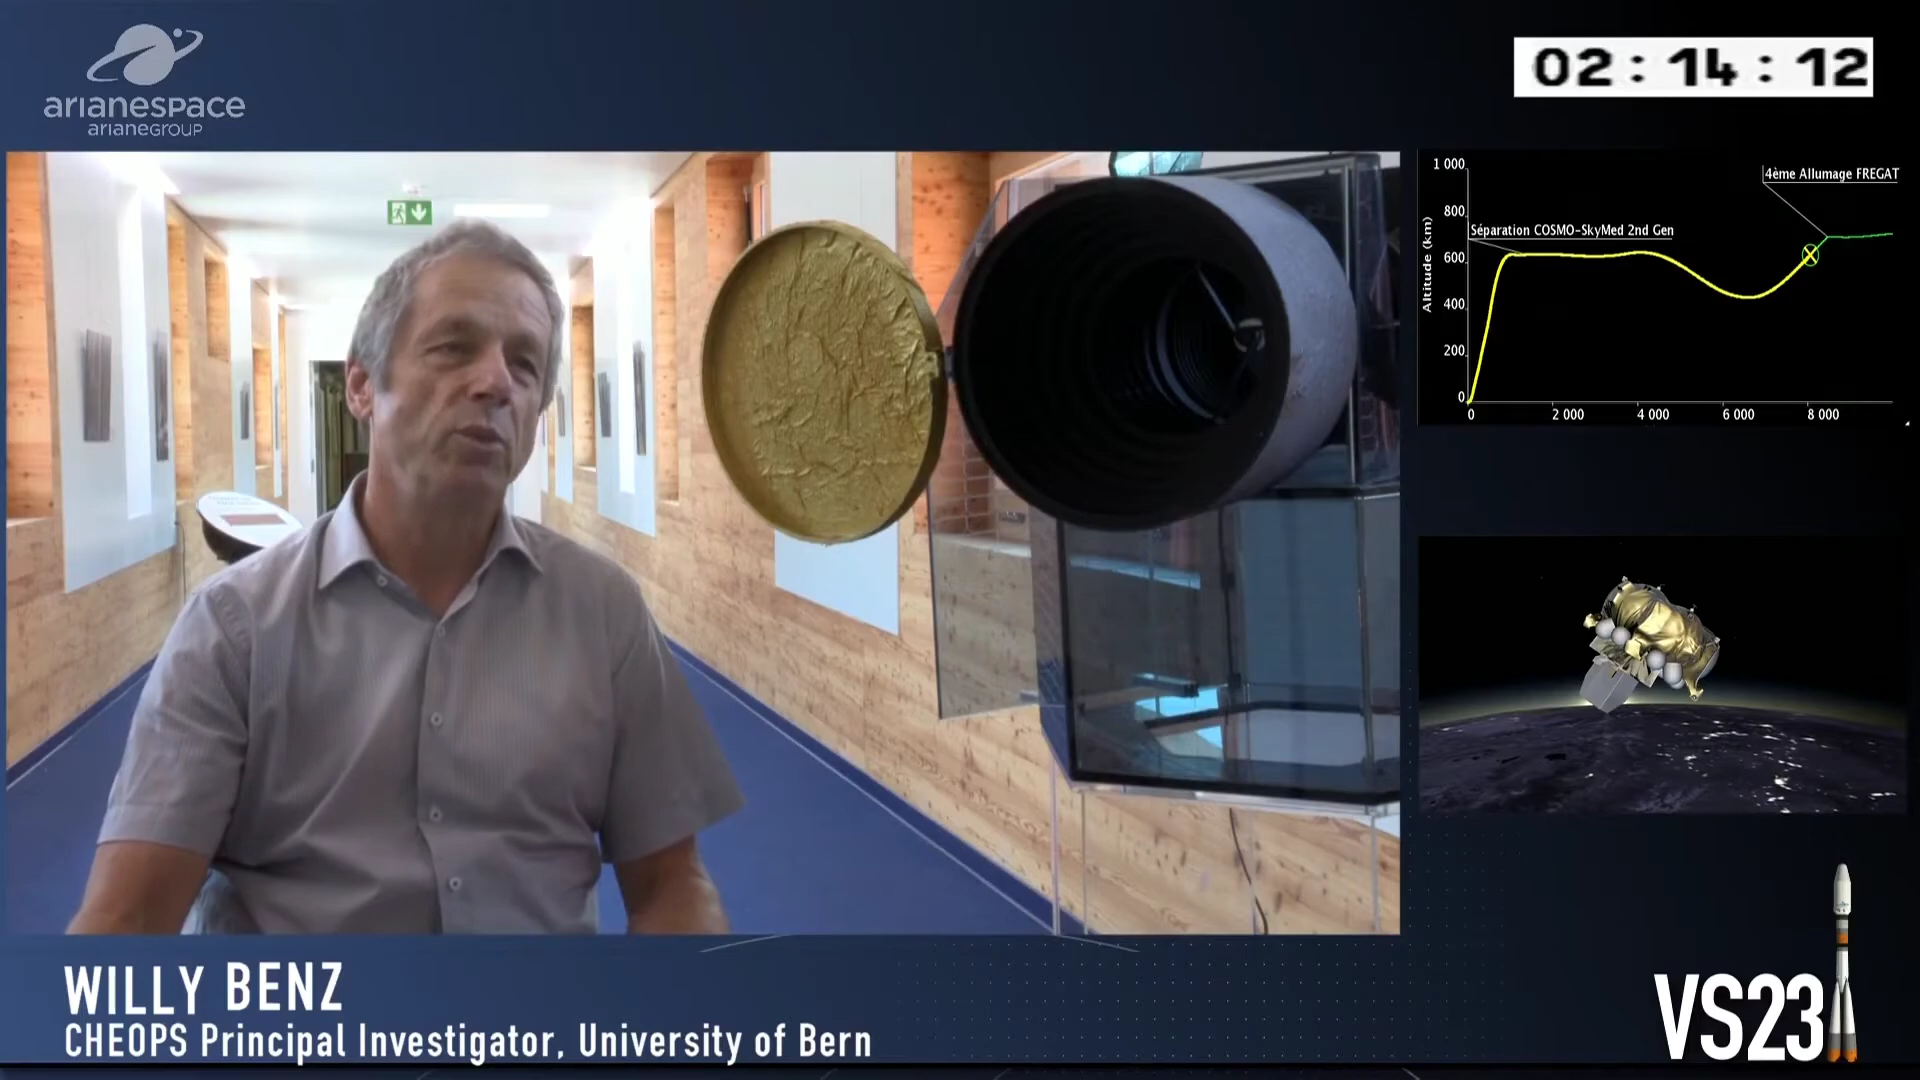 arianespace
arianegroup
02:14:12
1 000
800
600
400
200
0
Altitude (km)
4ème Allumage FREGAT
Séparation COSMO-SkyMed 2nd Gen
0
2 000
4 000
6 000
8 000
WILLY BENZ
CHEOPS Principal Investigator, University of Bern
VS23